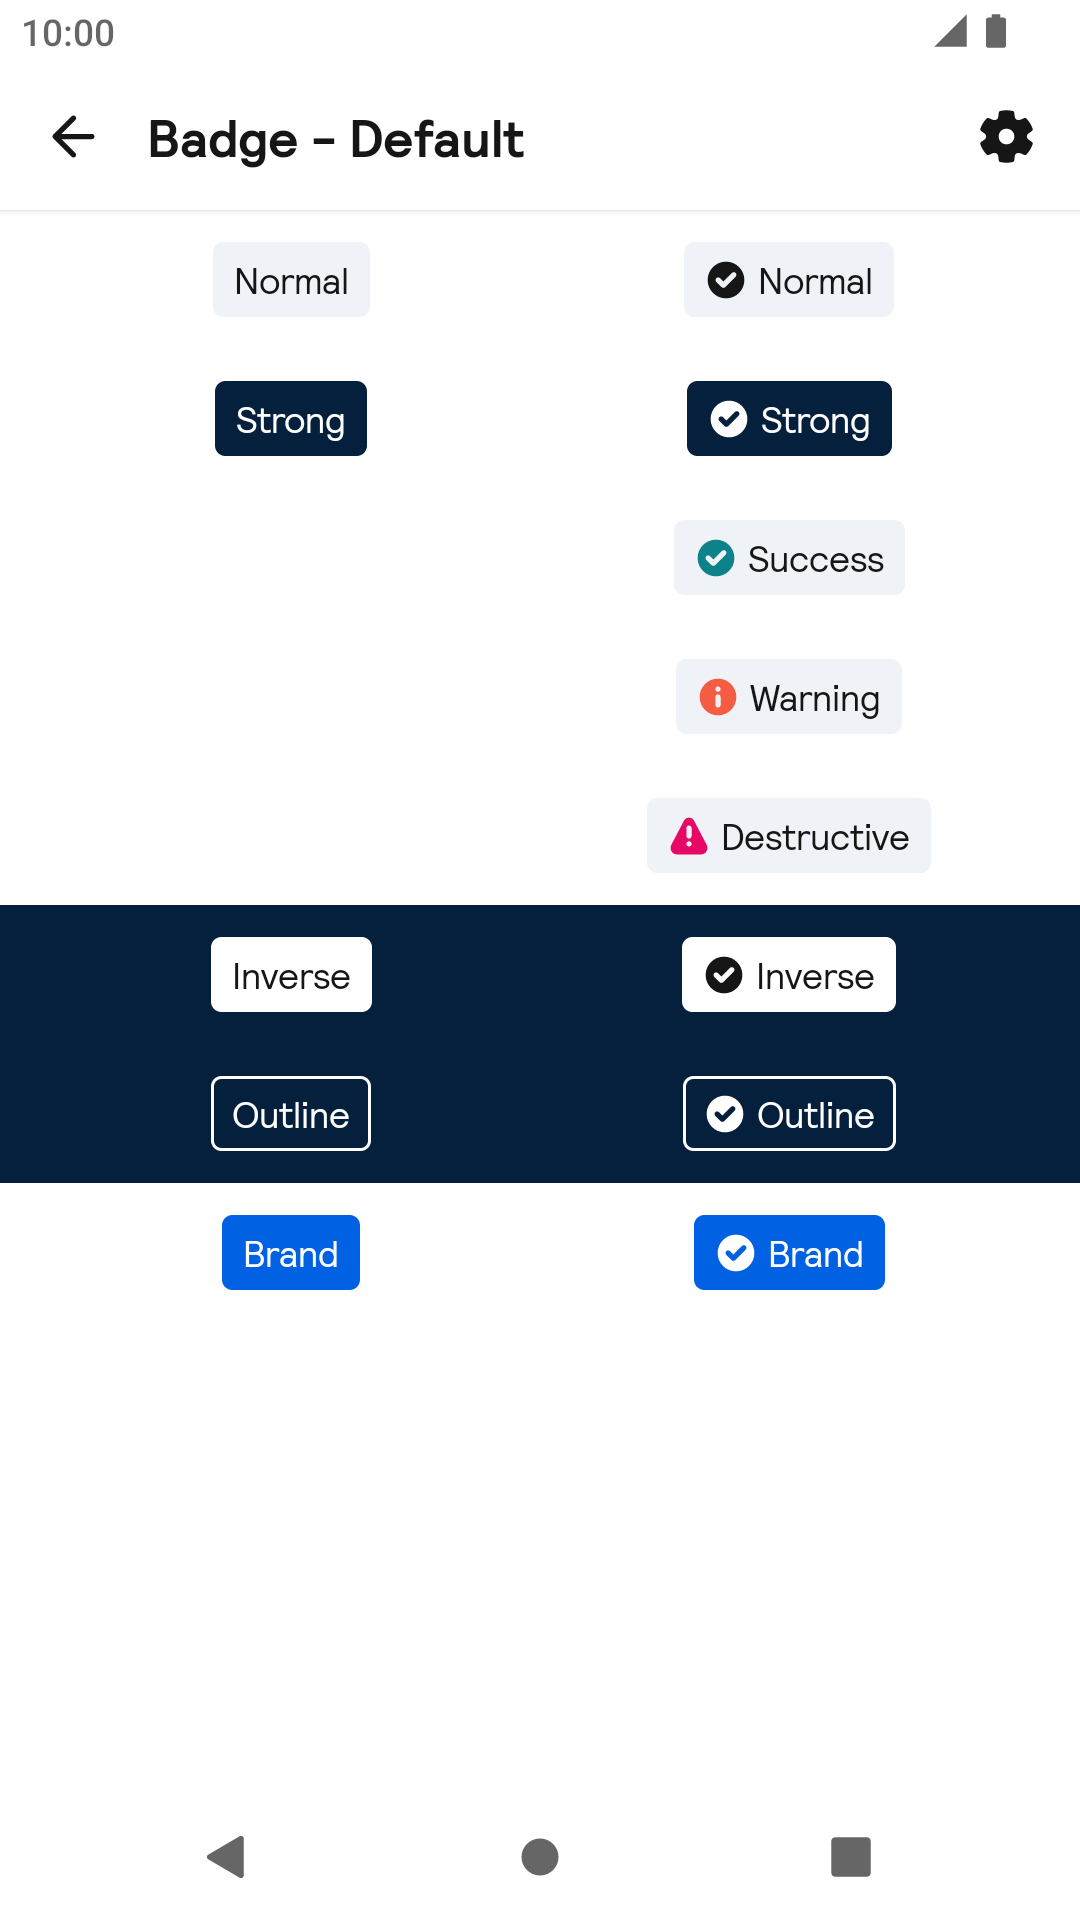 10:00
Badge – Default
Normal
Normal
Strong
Strong
Success
Warning
Destructive
Inverse
Inverse
Outline
Outline
Brand
Brand